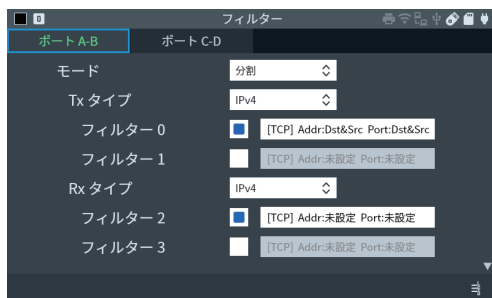 0 フィルター
ポート A-B ポート C-D
モード 分割
Tx タイプ IPv4
フィルター 0 [TCP] Addr:Dst&Src Port:Dst&Src
フィルター 1 [TCP] Addr:未設定 Port:未設定
Rx タイプ IPv4
フィルター 2 [TCP] Addr:未設定 Port:未設定
フィルター 3 [TCP] Addr:未設定 Port:未設定